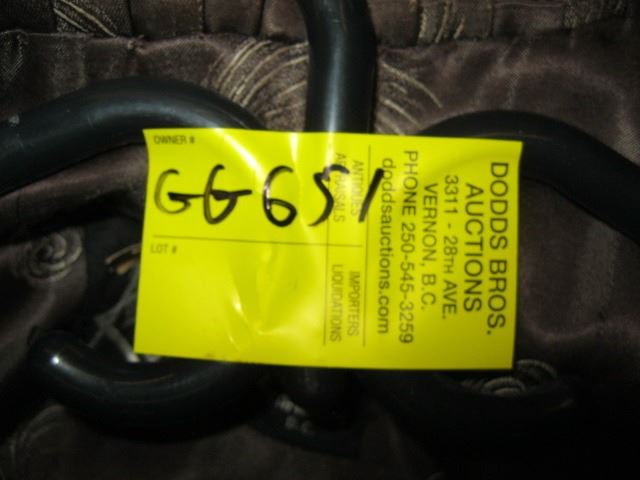 OWNER #
GG651
LOT #
DODDS BROS.
AUCTIONS
3311 - 28TH AVE.
VERNON, B.C.
PHONE 250-545-3259
doddsauctions.com
ANTIQUES
APPRAISALS
IMPORTERS
LIQUIDATIONS